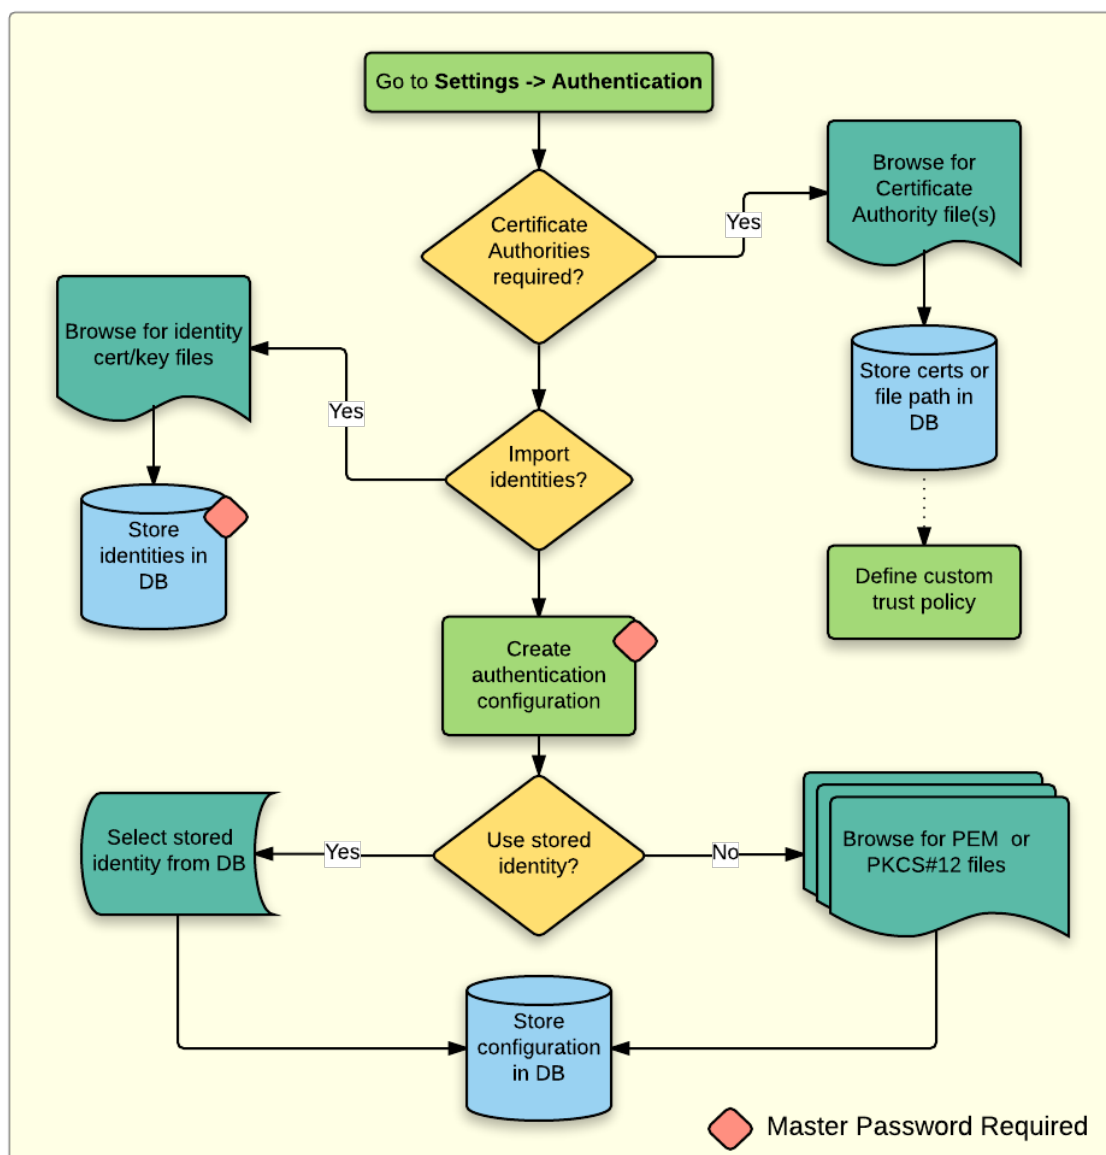 Go to Settings -> Authentication
Certificate
Authorities
required?
Yes
Browse for
Certificate
Authority file(s)
Store certs or
file path in
DB
Define custom
trust policy
Import
identities?
Yes
Browse for identity
cert/key files
Store
identities in
DB
Create
authentication
configuration
Use stored
identity?
Yes
Select stored
identity from DB
No
Browse for PEM or
PKCS#12 files
Store
configuration
in DB
Master Password Required